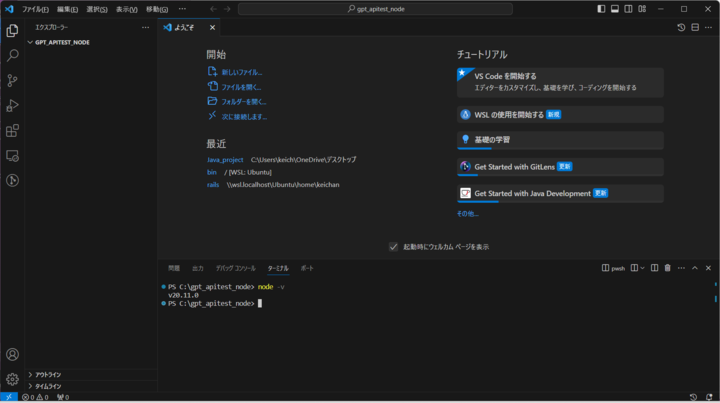 ファイル(F) 編集(E) 選択(S) 表示(V) 移動(G) ···
gpt_apitest_node
エクスプローラー ···
GPT_APITEST_NODE
ようこそ
開始
新しいファイル...
ファイルを開く...
フォルダーを開く...
次に接続します...
最近
Java_project C:\Users\keich\OneDrive\デスクトップ
bin / [WSL: Ubuntu]
rails \\wsl.localhost\Ubuntu\home\keichan
チュートリアル
VS Code を開始する
エディターをカスタマイズし、基礎を学び、コーディングを開始する
WSL の使用を開始する 新規
基礎の学習
Get Started with GitLens 更新
Get Started with Java Development 更新
その他...
起動時にウェルカム ページを表示
問題 出力 デバッグ コンソール ターミナル ポート
pwsh
PS C:\gpt_apitest_node> node -v
v20.11.0
PS C:\gpt_apitest_node>
アウトライン
タイムライン
0 0 0